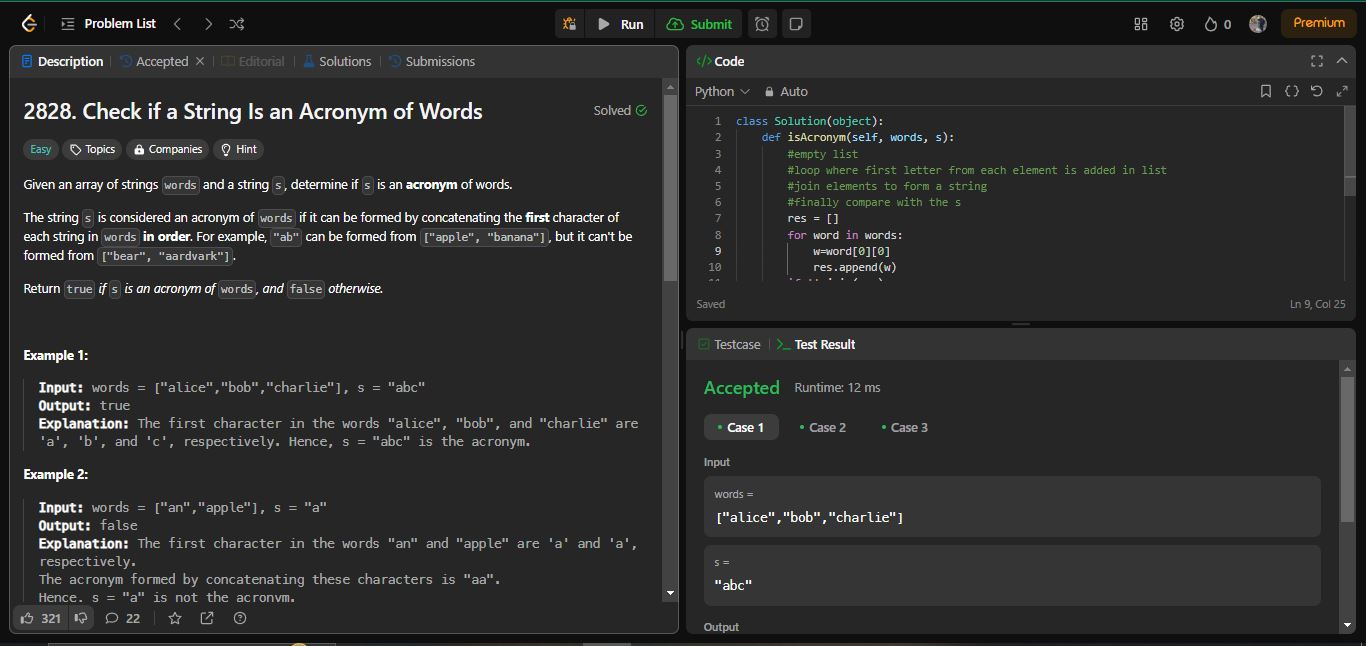 Problem List
Run
Submit
0
Premium
Description
Accepted
Editorial
Solutions
Submissions
2828. Check if a String Is an Acronym of Words
Solved
Easy
Topics
Companies
Hint
Given an array of strings words and a string s, determine if s is an acronym of words.
The string s is considered an acronym of words if it can be formed by concatenating the first character of
each string in words in order. For example, "ab" can be formed from ["apple", "banana"], but it can't be
formed from ["bear", "aardvark"].
Return true if s is an acronym of words, and false otherwise.
Example 1:
Input: words = ["alice","bob","charlie"], s = "abc"
Output: true
Explanation: The first character in the words "alice", "bob", and "charlie" are
'a', 'b', and 'c', respectively. Hence, s = "abc" is the acronym.
Example 2:
Input: words = ["an","apple"], s = "a"
Output: false
Explanation: The first character in the words "an" and "apple" are 'a' and 'a',
respectively.
The acronym formed by concatenating these characters is "aa".
Hence, s = "a" is not the acronym.
321
22
</> Code
Python
Auto
1 class Solution(object):
2 def isAcronym(self, words, s):
3 #empty list
4 #loop where first letter from each element is added in list
5 #join elements to form a string
6 #finally compare with the s
7 res = []
8 for word in words:
9 w=word[0][0]
10 res.append(w)
Saved
Ln 9, Col 25
Testcase
Test Result
Accepted
Runtime: 12 ms
Case 1
Case 2
Case 3
Input
words =
["alice","bob","charlie"]
s =
"abc"
Output